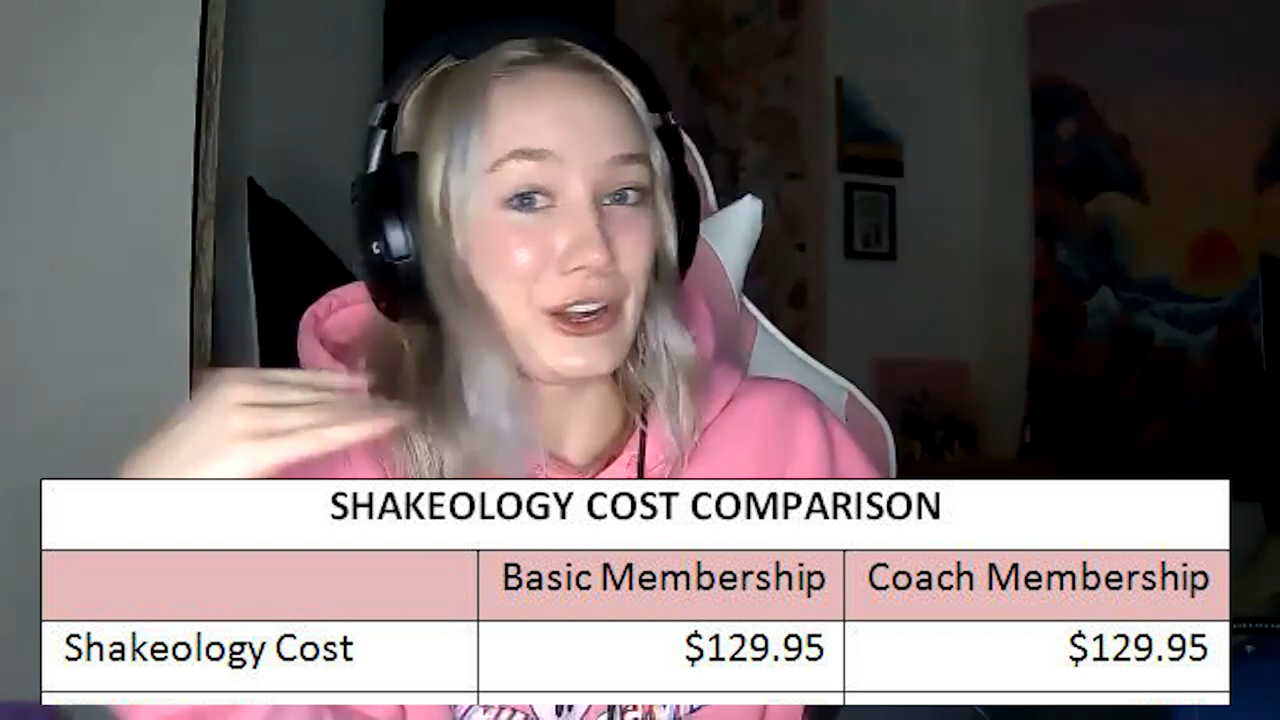 SHAKEOLOGY COST COMPARISON
Basic Membership Coach Membership
Shakeology Cost $129.95 $129.95